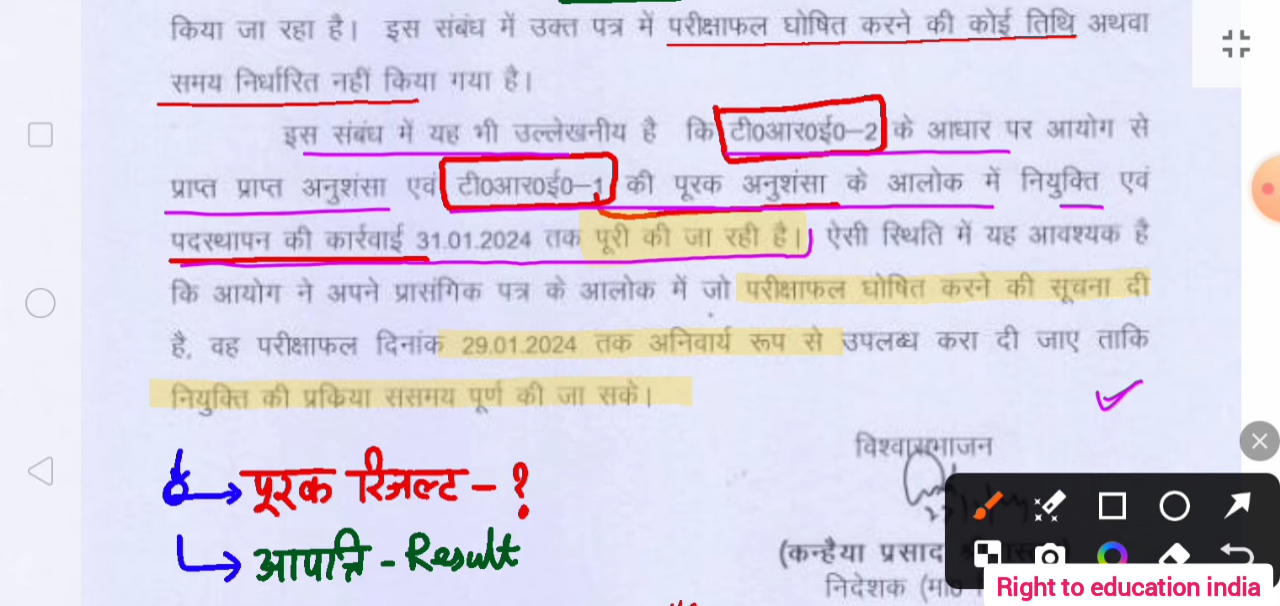 किया जा रहा है। इस संबंध में उक्त पत्र में परीक्षाफल घोषित करने की कोई तिथि अथवा
समय निर्धारित नहीं किया गया है।
इस संबंध में यह भी उल्लेखनीय है कि टी0आर0ई0-2 के आधार पर आयोग से
प्राप्त प्राप्त अनुशंसा एवं टी0आर0ई0-1 की पूरक अनुशंसा के आलोक में नियुक्ति एवं
पदस्थापन की कार्रवाई 31.01.2024 तक पूरी की जा रही है। ऐसी स्थिति में यह आवश्यक है
कि आयोग ने अपने प्रासंगिक पत्र के आलोक में जो परीक्षाफल घोषित करने की सूचना दी
है, वह परीक्षाफल दिनांक 29.01.2024 तक अनिवार्य रूप से उपलब्ध करा दी जाए ताकि
नियुक्ति की प्रक्रिया ससमय पूर्ण की जा सके।
विश्वासभाजन
पूरक रिजल्ट - ?
आपत्ति - Result
(कन्हैया प्रसाद
निदेशक (मा0
Right to education india